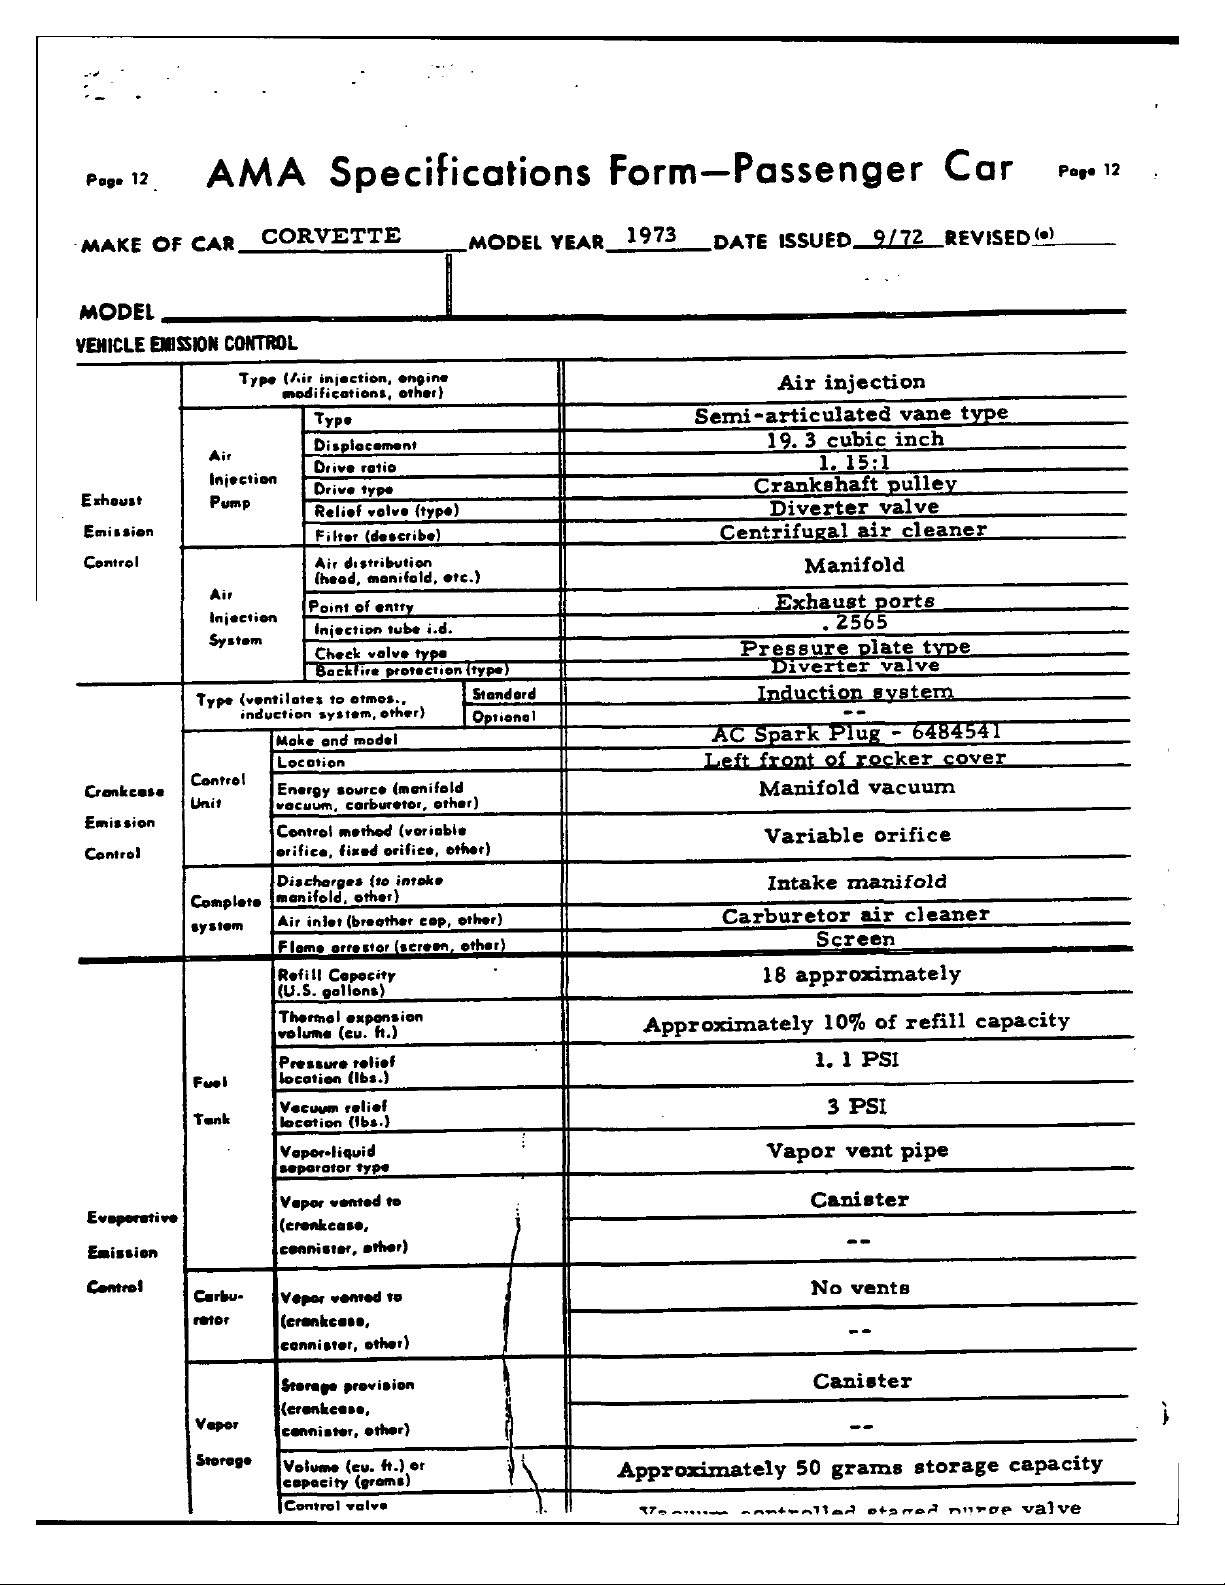 Page 12 AMA Specifications Form—Passenger Car Page 12
MAKE OF CAR CORVETTE MODEL YEAR 1973 DATE ISSUED 9/72 REVISED (•)
MODEL
VEHICLE EMISSION CONTROL
Exhaust
Emission
Control
Type (Air injection, engine
modifications, other)
Air injection
Air
Injection
Pump
Type Semi-articulated vane type
Displacement 19.3 cubic inch
Drive ratio 1.15:1
Drive type Crankshaft pulley
Relief valve (type) Diverter valve
Filter (describe) Centrifugal air cleaner
Air
Injection
System
Air distribution
(head, manifold, etc.)
Manifold
Point of entry Exhaust ports
Injection tube i.d. .2565
Check valve type Pressure plate type
Backfire protection (type) Diverter valve
Crankcase
Emission
Control
Type (ventilates to atmos.,
induction system, other)
Standard Induction system
Optional --
Control
Unit
Make and model AC Spark Plug - 6484541
Location Left front of rocker cover
Energy source (manifold
vacuum, carburetor, other)
Manifold vacuum
Control method (variable
orifice, fixed orifice, other)
Variable orifice
Complete
system
Discharges (to intake
manifold, other)
Intake manifold
Air inlet (breather cap, other) Carburetor air cleaner
Flame arrestor (screen, other) Screen
Evaporative
Emission
Control
Fuel
Tank
Refill Capacity
(U.S. gallons)
18 approximately
Thermal expansion
volume (cu. ft.)
Approximately 10% of refill capacity
Pressure relief
location (lbs.)
1.1 PSI
Vacuum relief
location (lbs.)
3 PSI
Vapor-liquid
separator type
Vapor vent pipe
Vapor vented to
(crankcase,
cannister, other)
Canister
--
Carbu-
retor
Vapor vented to
(crankcase,
cannister, other)
No vents
--
Vapor
Storage
Storage provision
(crankcase,
cannister, other)
Canister
--
Volume (cu. ft.) or
capacity (grams)
Approximately 50 grams storage capacity
Control valve Vacuum controlled staged purge valve